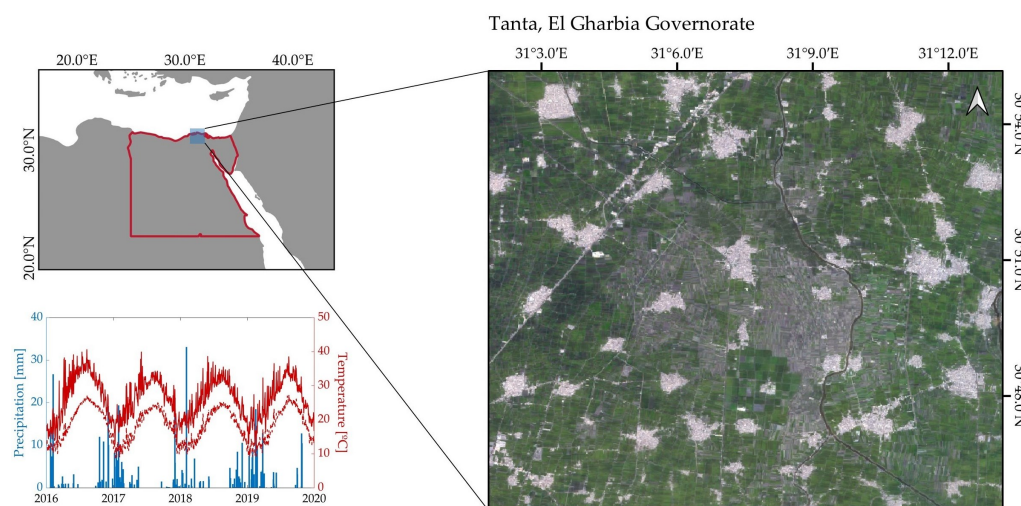 Tanta, El Gharbia Governorate
20.0°E 30.0°E 40.0°E
30.0°N
20.0°N
31°3.0′E 31°6.0′E 31°9.0′E 31°12.0′E
Precipitation [mm]
40
30
20
10
0
50
40
30
20
10
0
Temperature [°C]
2016 2017 2018 2019 2020